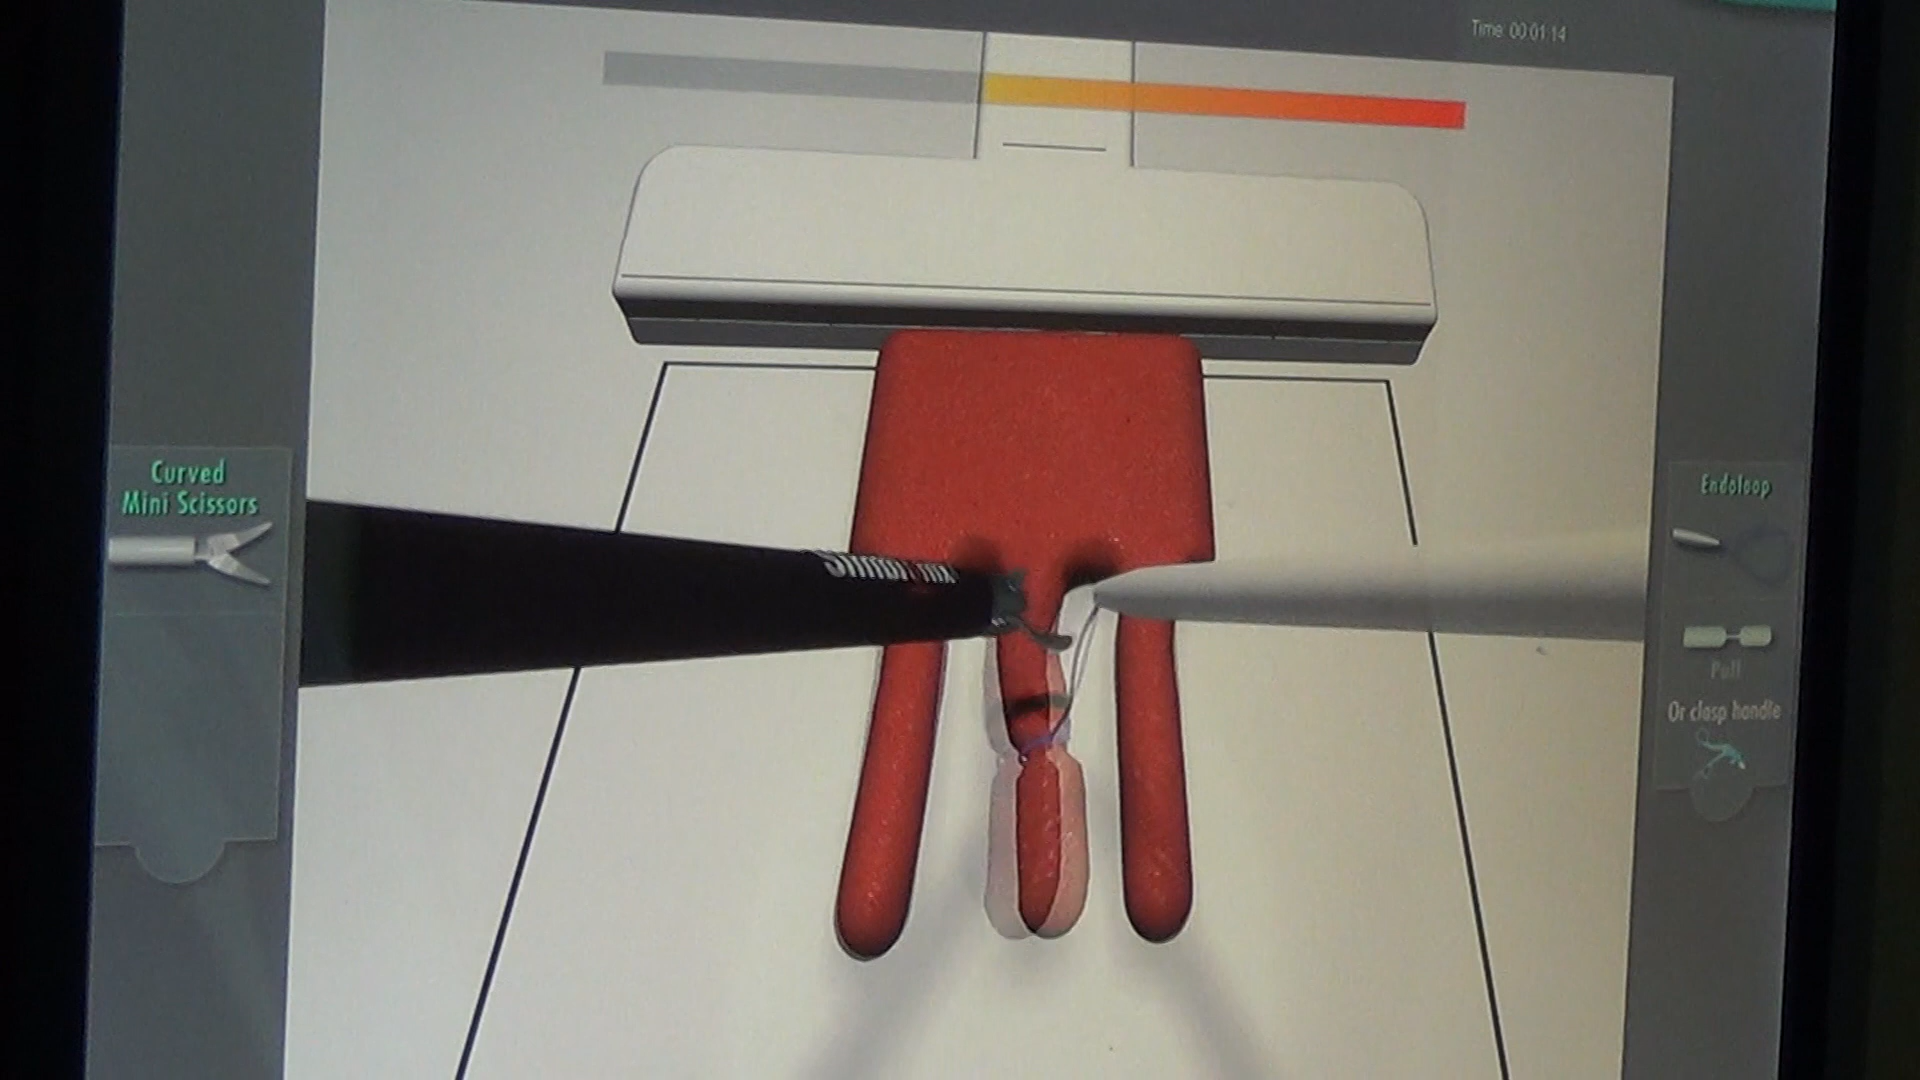 Time: 00:01:14
Curved
Mini Scissors
Endoloop
Pull
Or clasp handle